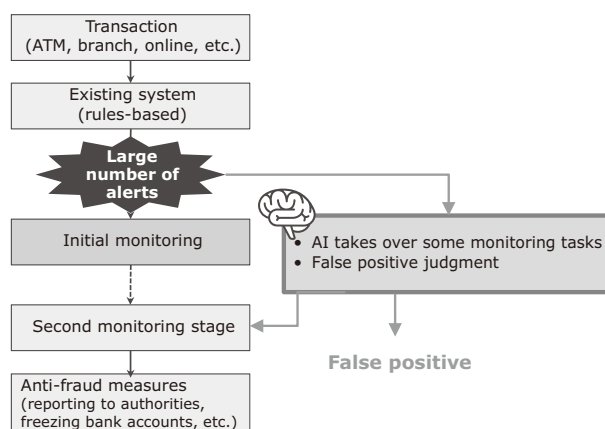 Transaction
(ATM, branch, online, etc.)
Existing system
(rules-based)
Large
number of
alerts
Initial monitoring
• AI takes over some monitoring tasks
• False positive judgment
Second monitoring stage
False positive
Anti-fraud measures
(reporting to authorities,
freezing bank accounts, etc.)